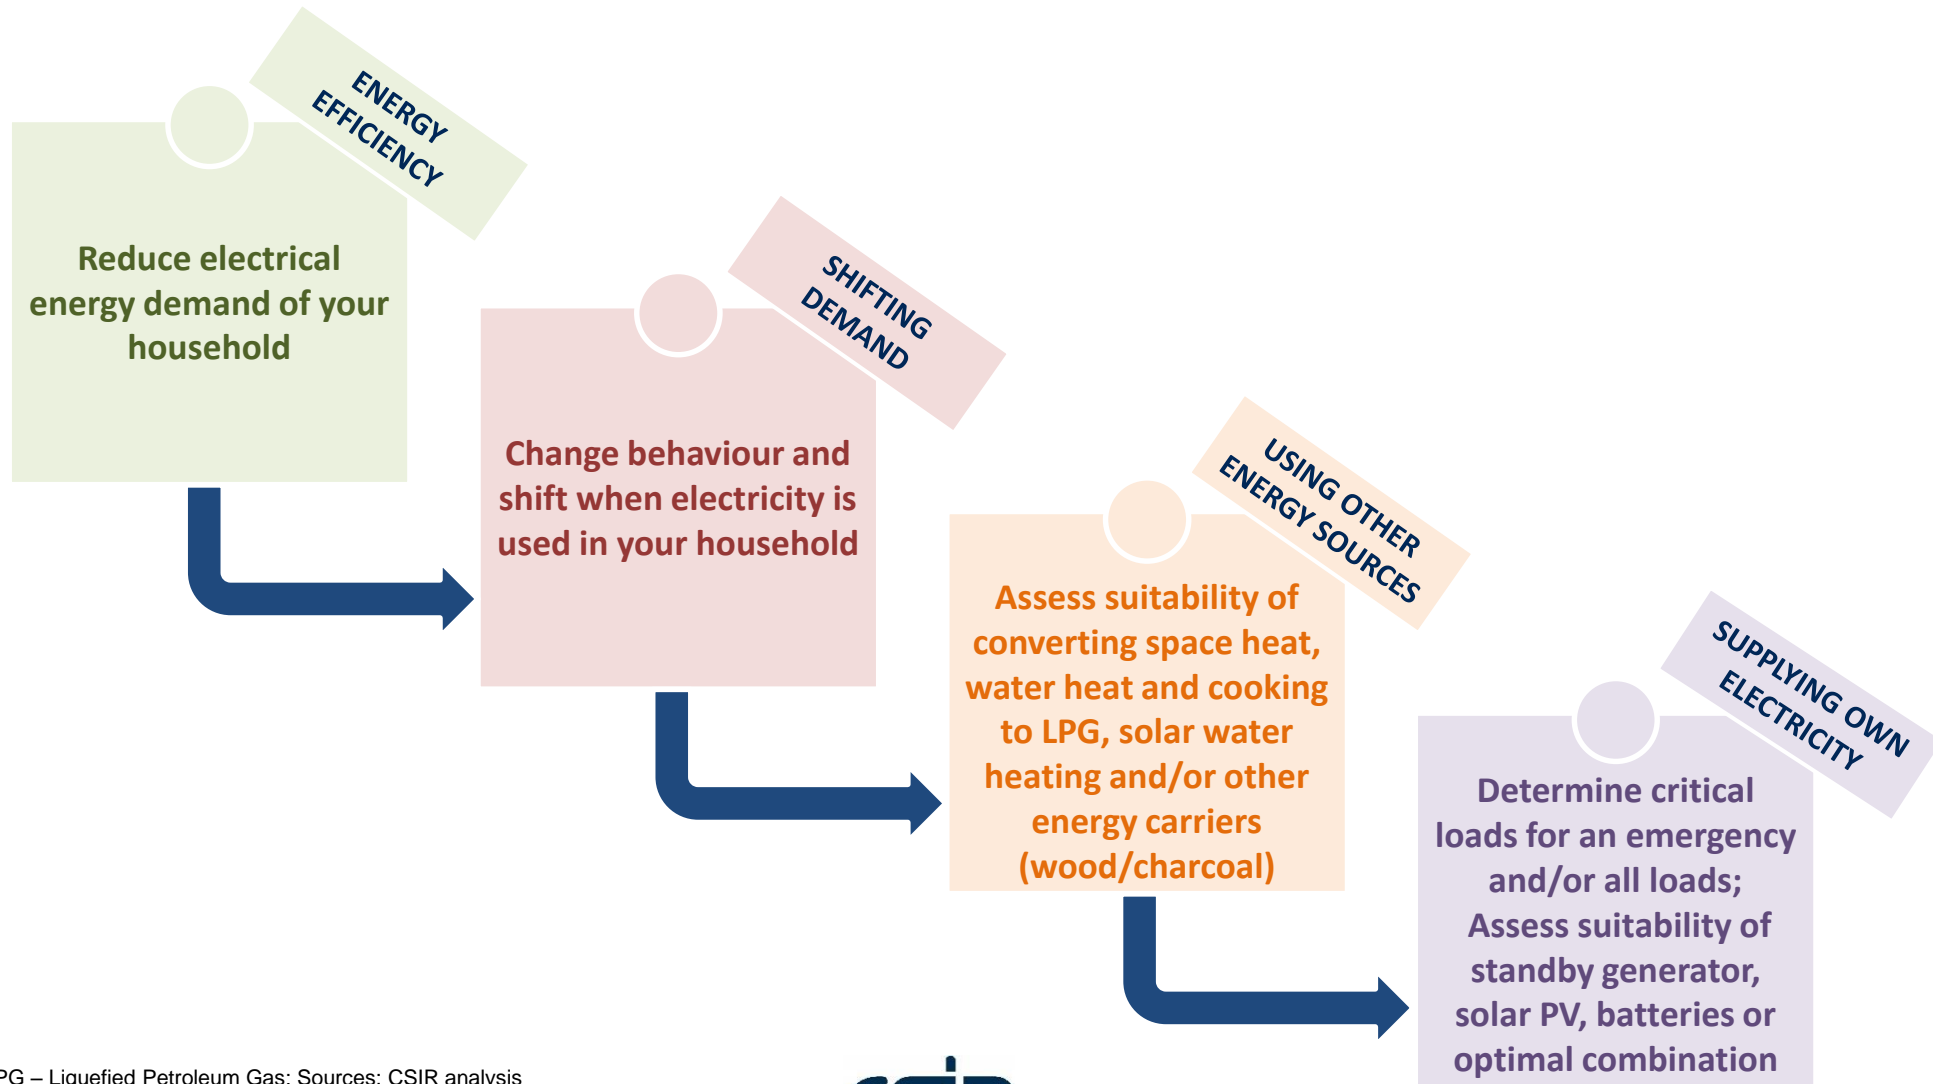 ENERGY
EFFICIENCY
Reduce electrical
energy demand of your
household
SHIFTING
DEMAND
Change behaviour and
shift when electricity is
used in your household
USING OTHER
ENERGY SOURCES
Assess suitability of
converting space heat,
water heat and cooking
to LPG, solar water
heating and/or other
energy carriers
(wood/charcoal)
SUPPLYING OWN
ELECTRICITY
Determine critical
loads for an emergency
and/or all loads;
Assess suitability of
standby generator,
solar PV, batteries or
optimal combination
PG – Liquefied Petroleum Gas; Sources: CSIR analysis